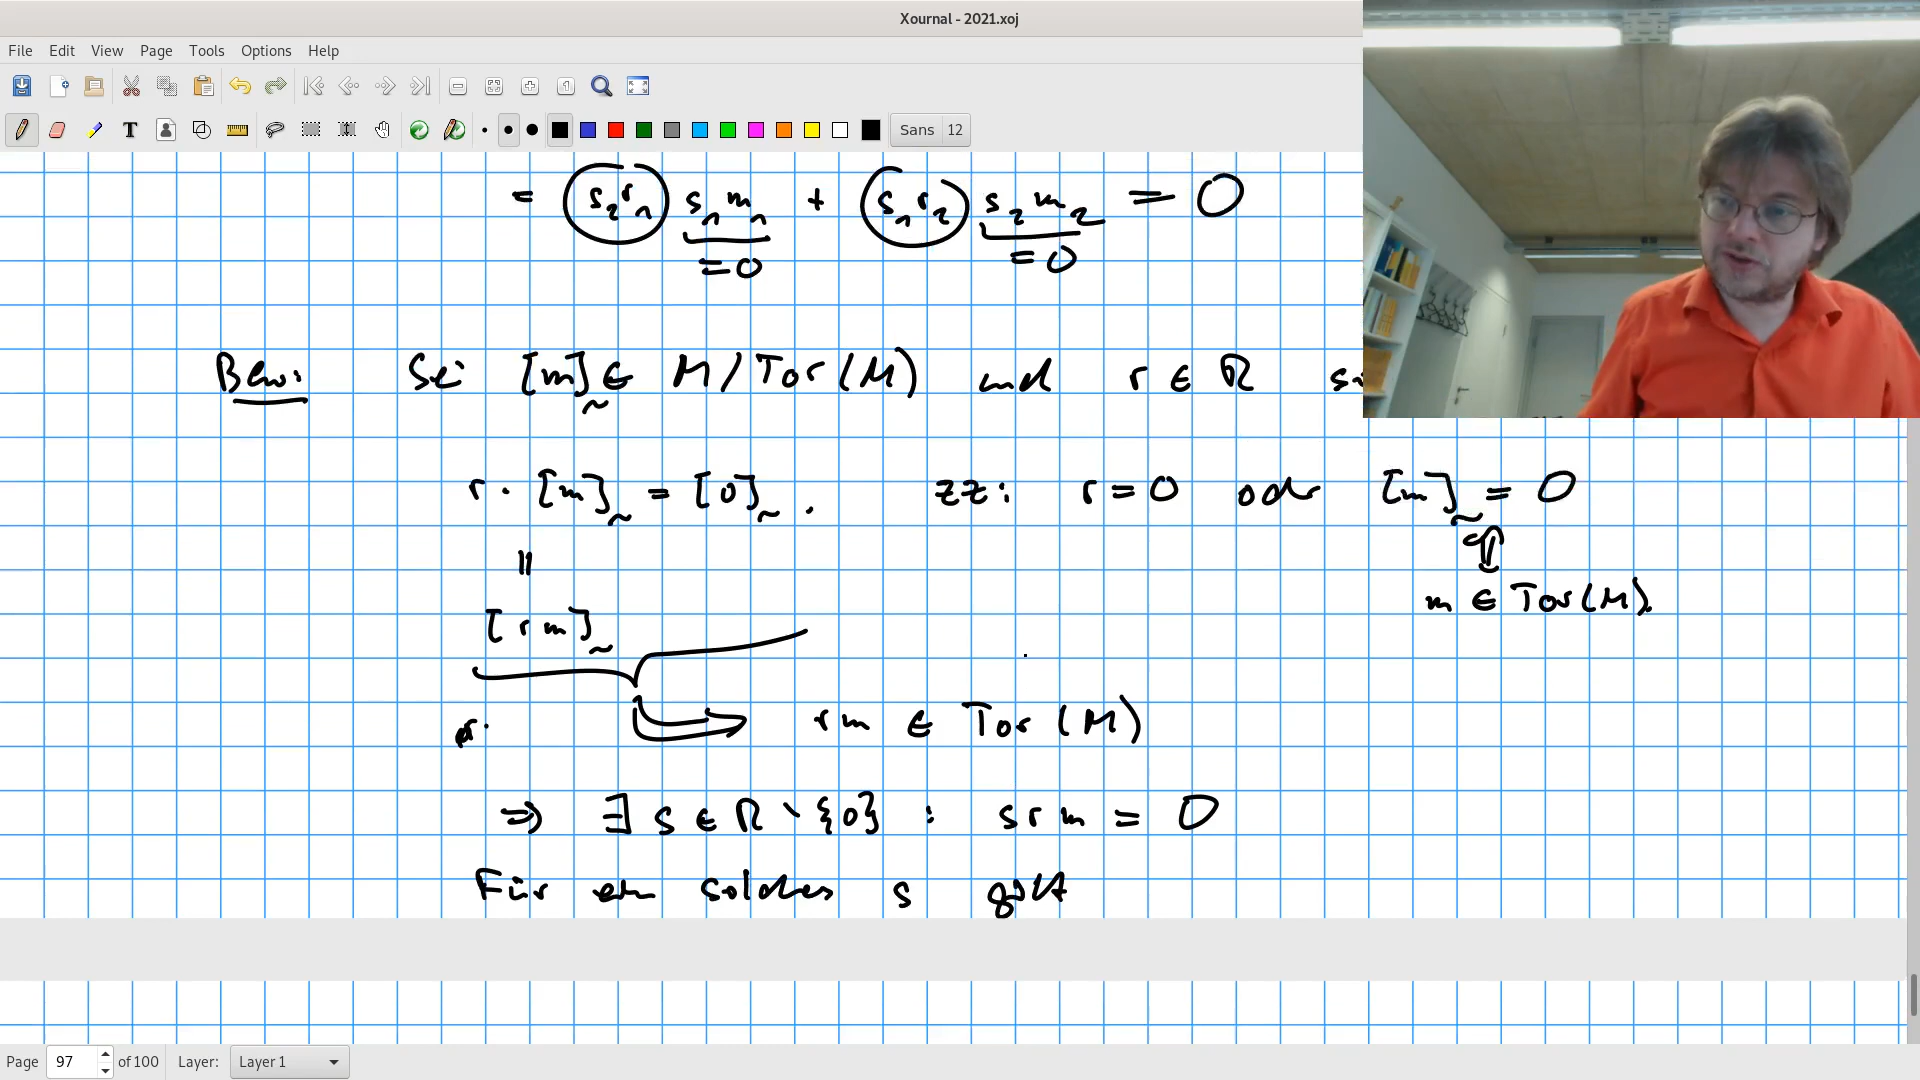 Xournal - 2021.xoj
File Edit View Page Tools Options Help
Sans 12
= s₂r₁ s₁m₁ + s₁r₂ s₂m₂ = 0
=0 =0
Bew: Sei [m]~ ∈ M/Tor(M) und r ∈ R
r · [m]~ = [0]~ . zz: r = 0 oder [m]~ = 0
||
⇕
m ∈ Tor(M).
[r m]~
rm ∈ Tor (M)
⇒ ∃ s ∈ R \ {0} : s r m = 0
Für ein solches s gilt
Page 97 of 100 Layer: Layer 1